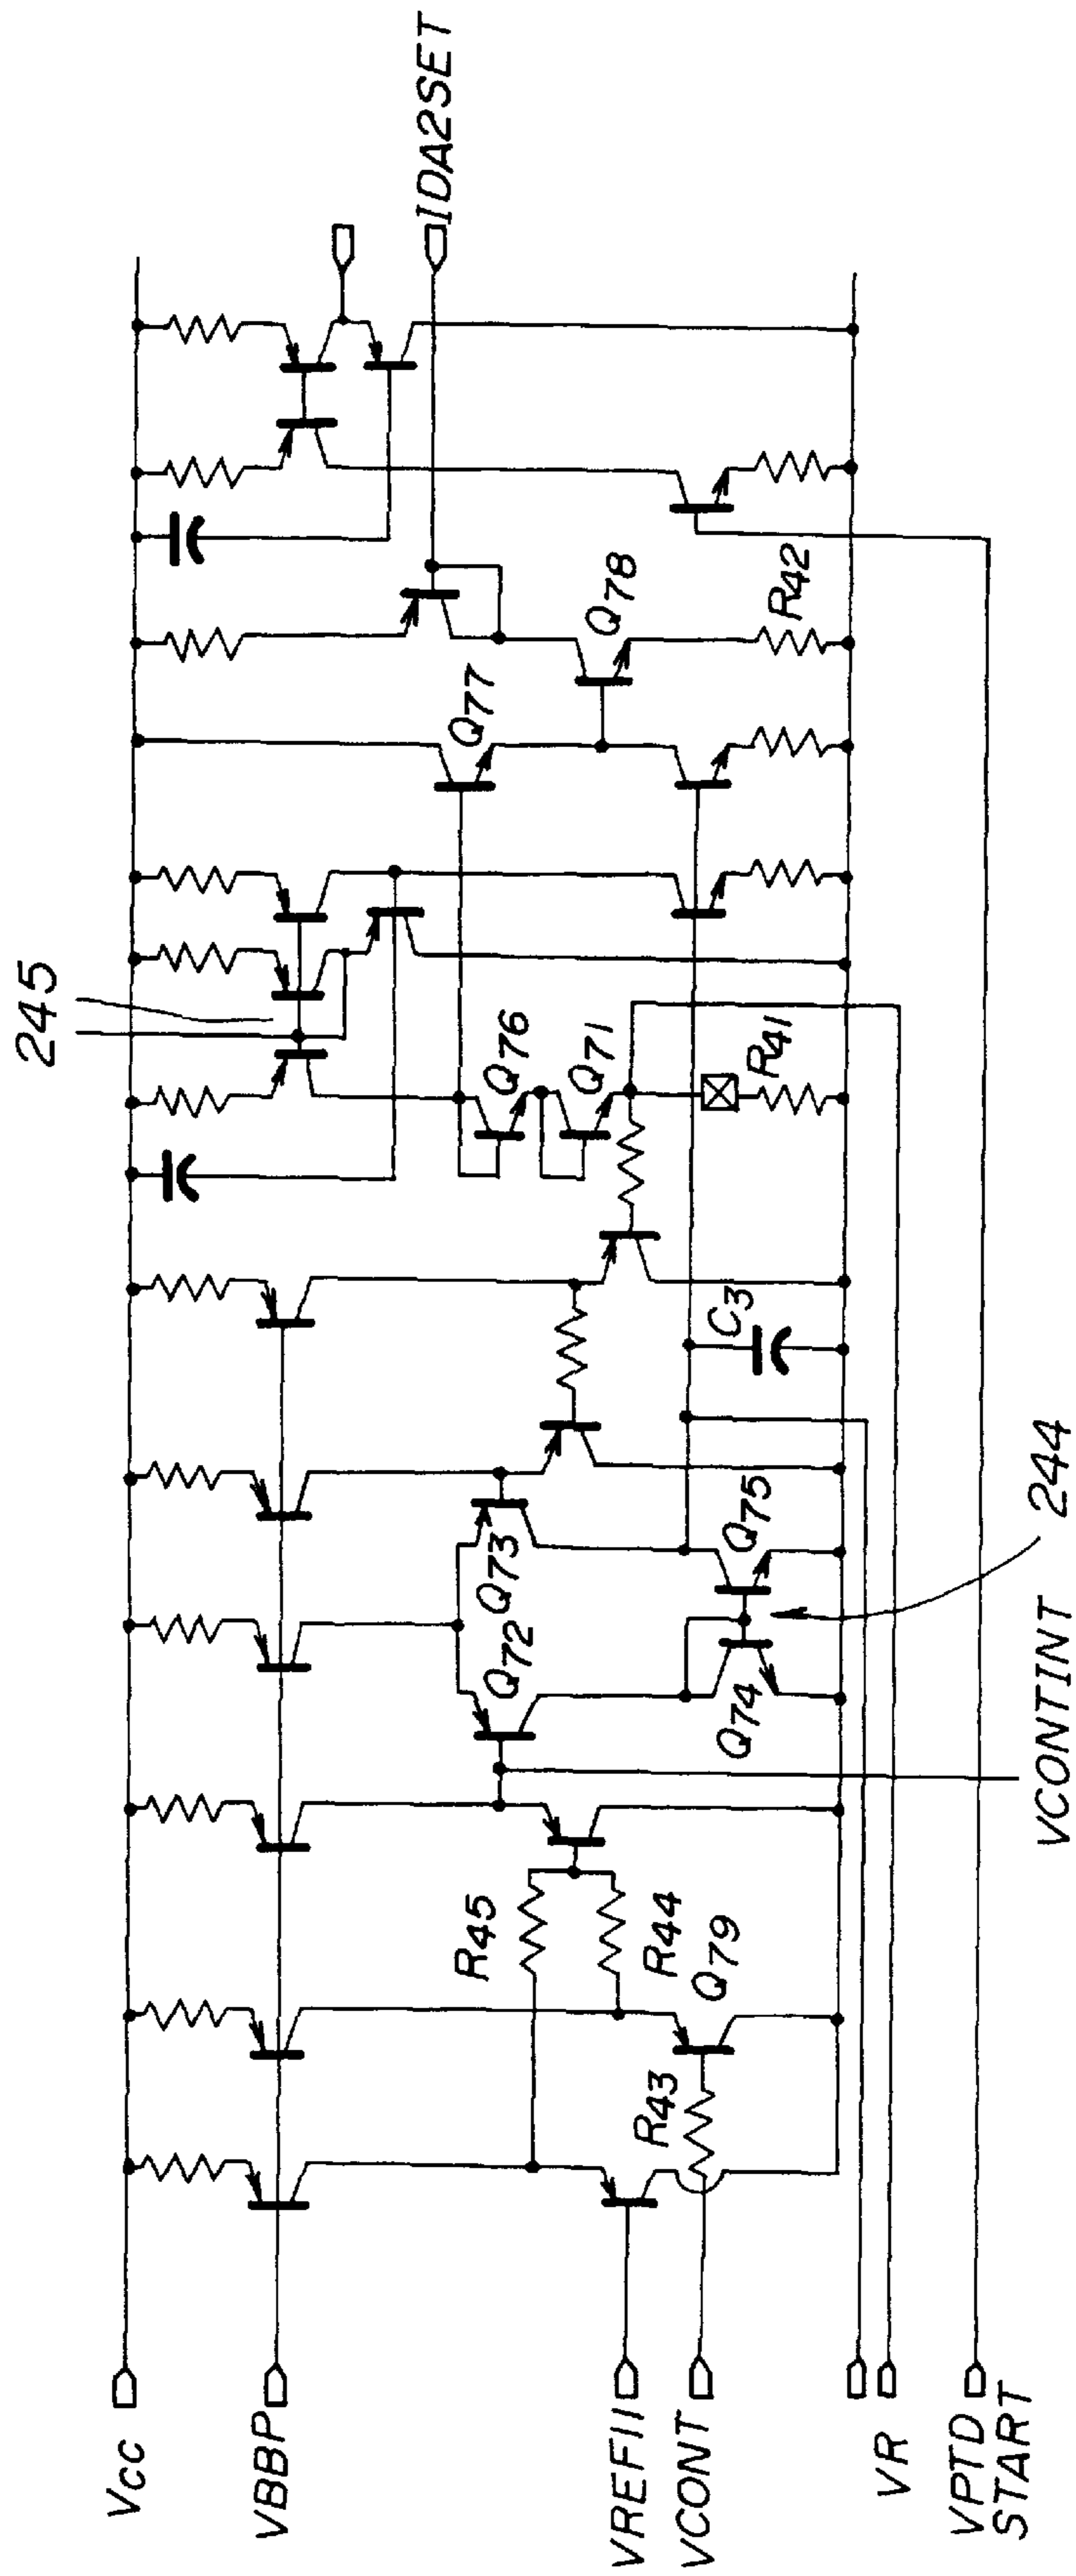 Vcc
VBBP
VREF11
VCONT
VR
VPTD
START
R43
R45
R44
Q79
VCONTINT
Q72
Q73
Q74
Q75
244
C3
245
Q76
Q71
R41
Q77
Q78
R42
IDA2SET